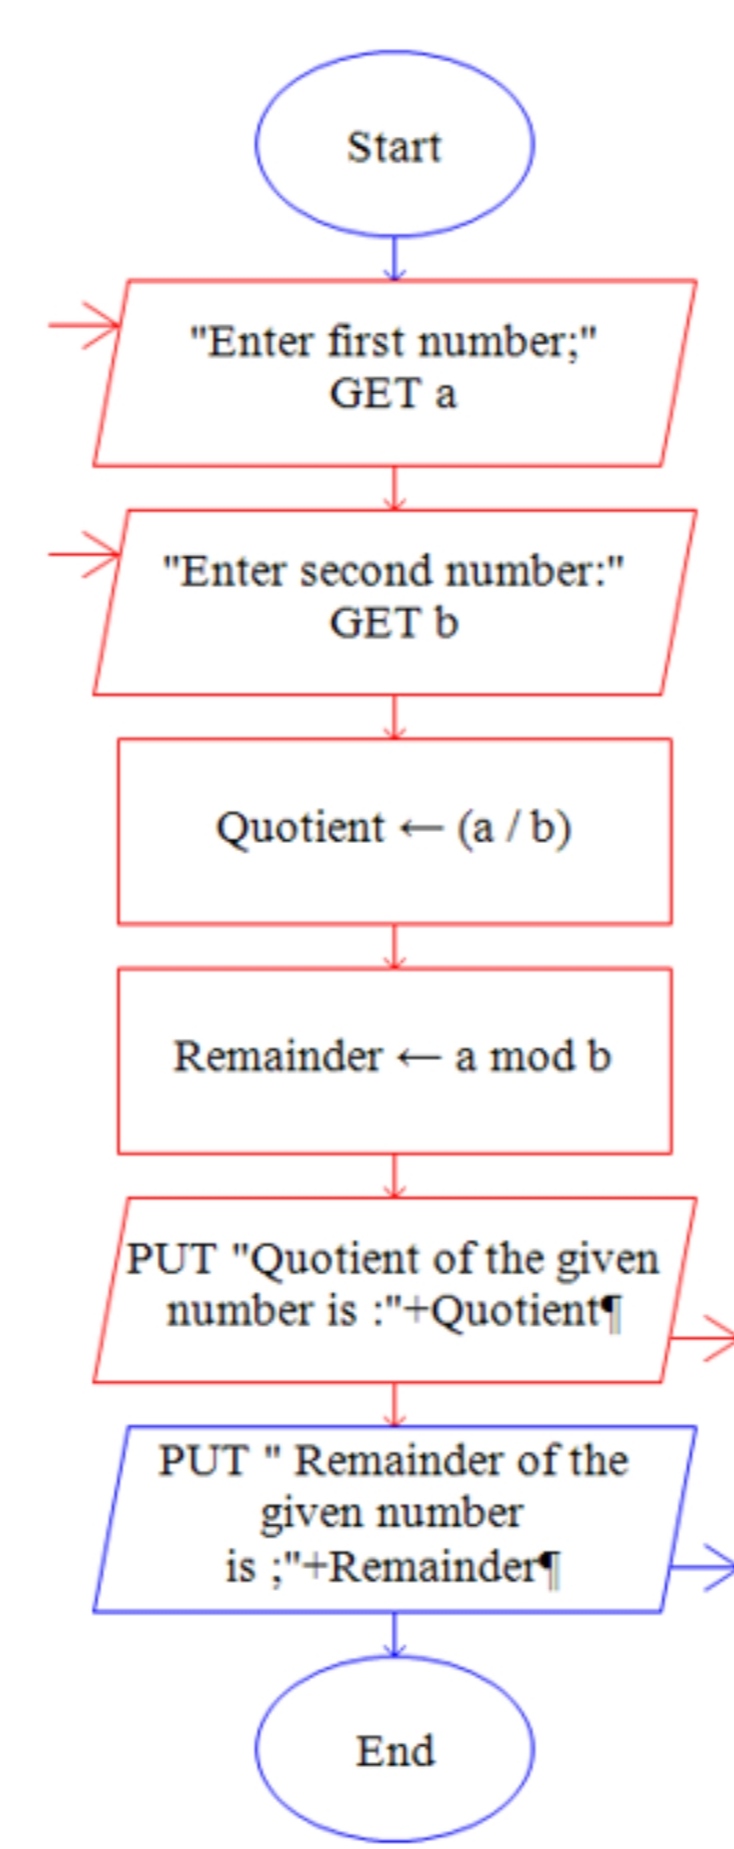 Start
"Enter first number;"
GET a
"Enter second number:"
GET b
Quotient ← (a / b)
Remainder ← a mod b
PUT "Quotient of the given
number is :"+Quotient¶
PUT " Remainder of the
given number
is ;"+Remainder¶
End